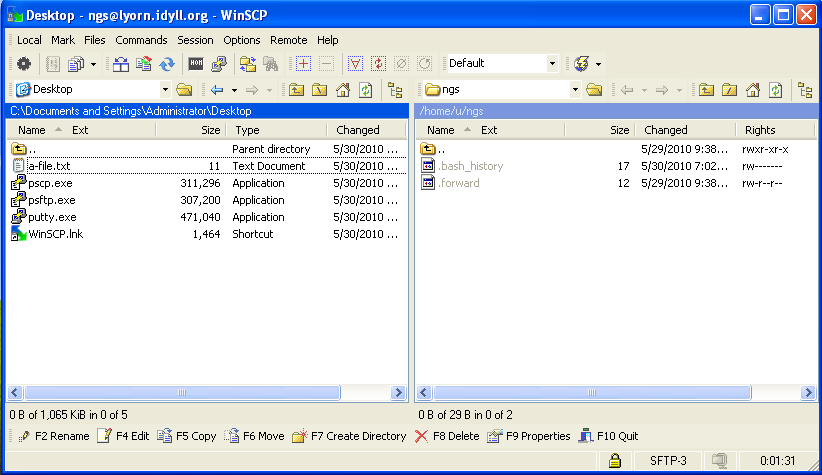 Desktop - ngs@lyorn.idyll.org - WinSCP
Local Mark Files Commands Session Options Remote Help
Default
Desktop ngs
C:\Documents and Settings\Administrator\Desktop /home/u/ngs
Name Ext Size Type Changed Name Ext Size Changed Rights
.. Parent directory 5/30/2010 ... .. 5/29/2010 9:38... rwxr-xr-x
a-file.txt 11 Text Document 5/30/2010 ... .bash_history 17 5/30/2010 7:02... rw-------
pscp.exe 311,296 Application 5/30/2010 ... .forward 12 5/29/2010 9:38... rw-r--r--
psftp.exe 307,200 Application 5/30/2010 ...
putty.exe 471,040 Application 5/30/2010 ...
WinSCP.lnk 1,464 Shortcut 5/30/2010 ...
0 B of 1,065 KiB in 0 of 5 0 B of 29 B in 0 of 2
F2 Rename F4 Edit F5 Copy F6 Move F7 Create Directory F8 Delete F9 Properties F10 Quit
SFTP-3 0:01:31